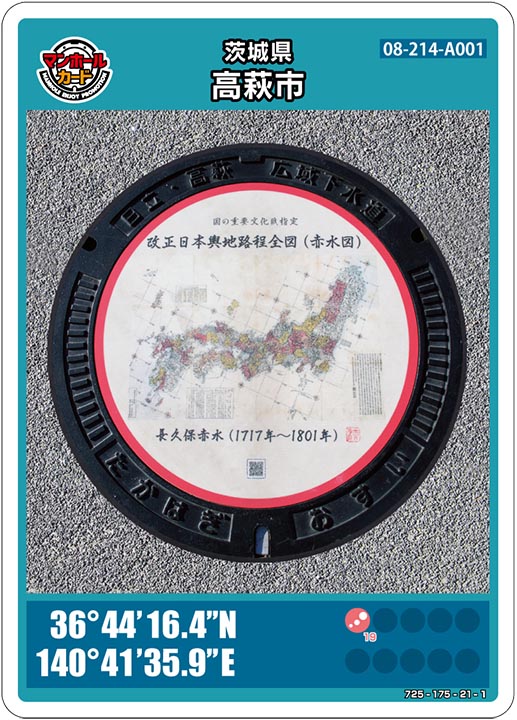 マンホール
カード
MANHOLE ENJOY PROMOTION
茨城県
高萩市
08-214-A001
日立・高萩 広域下水道
国の重要文化財指定
改正日本輿地路程全図(赤水図)
長久保赤水(1717年〜1801年)
たかはぎ おすい
36°44’16.4”N
140°41’35.9”E
19
725-175-21-1